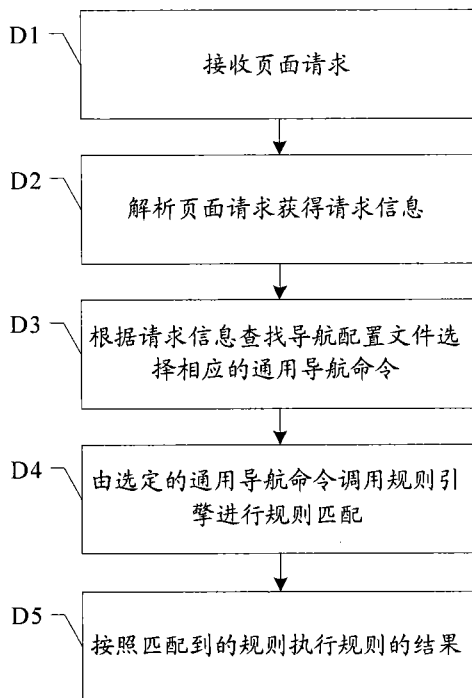 D1
接收页面请求
D2
解析页面请求获得请求信息
D3
根据请求信息查找导航配置文件选
择相应的通用导航命令
D4
由选定的通用导航命令调用规则引
擎进行规则匹配
D5
按照匹配到的规则执行规则的结果